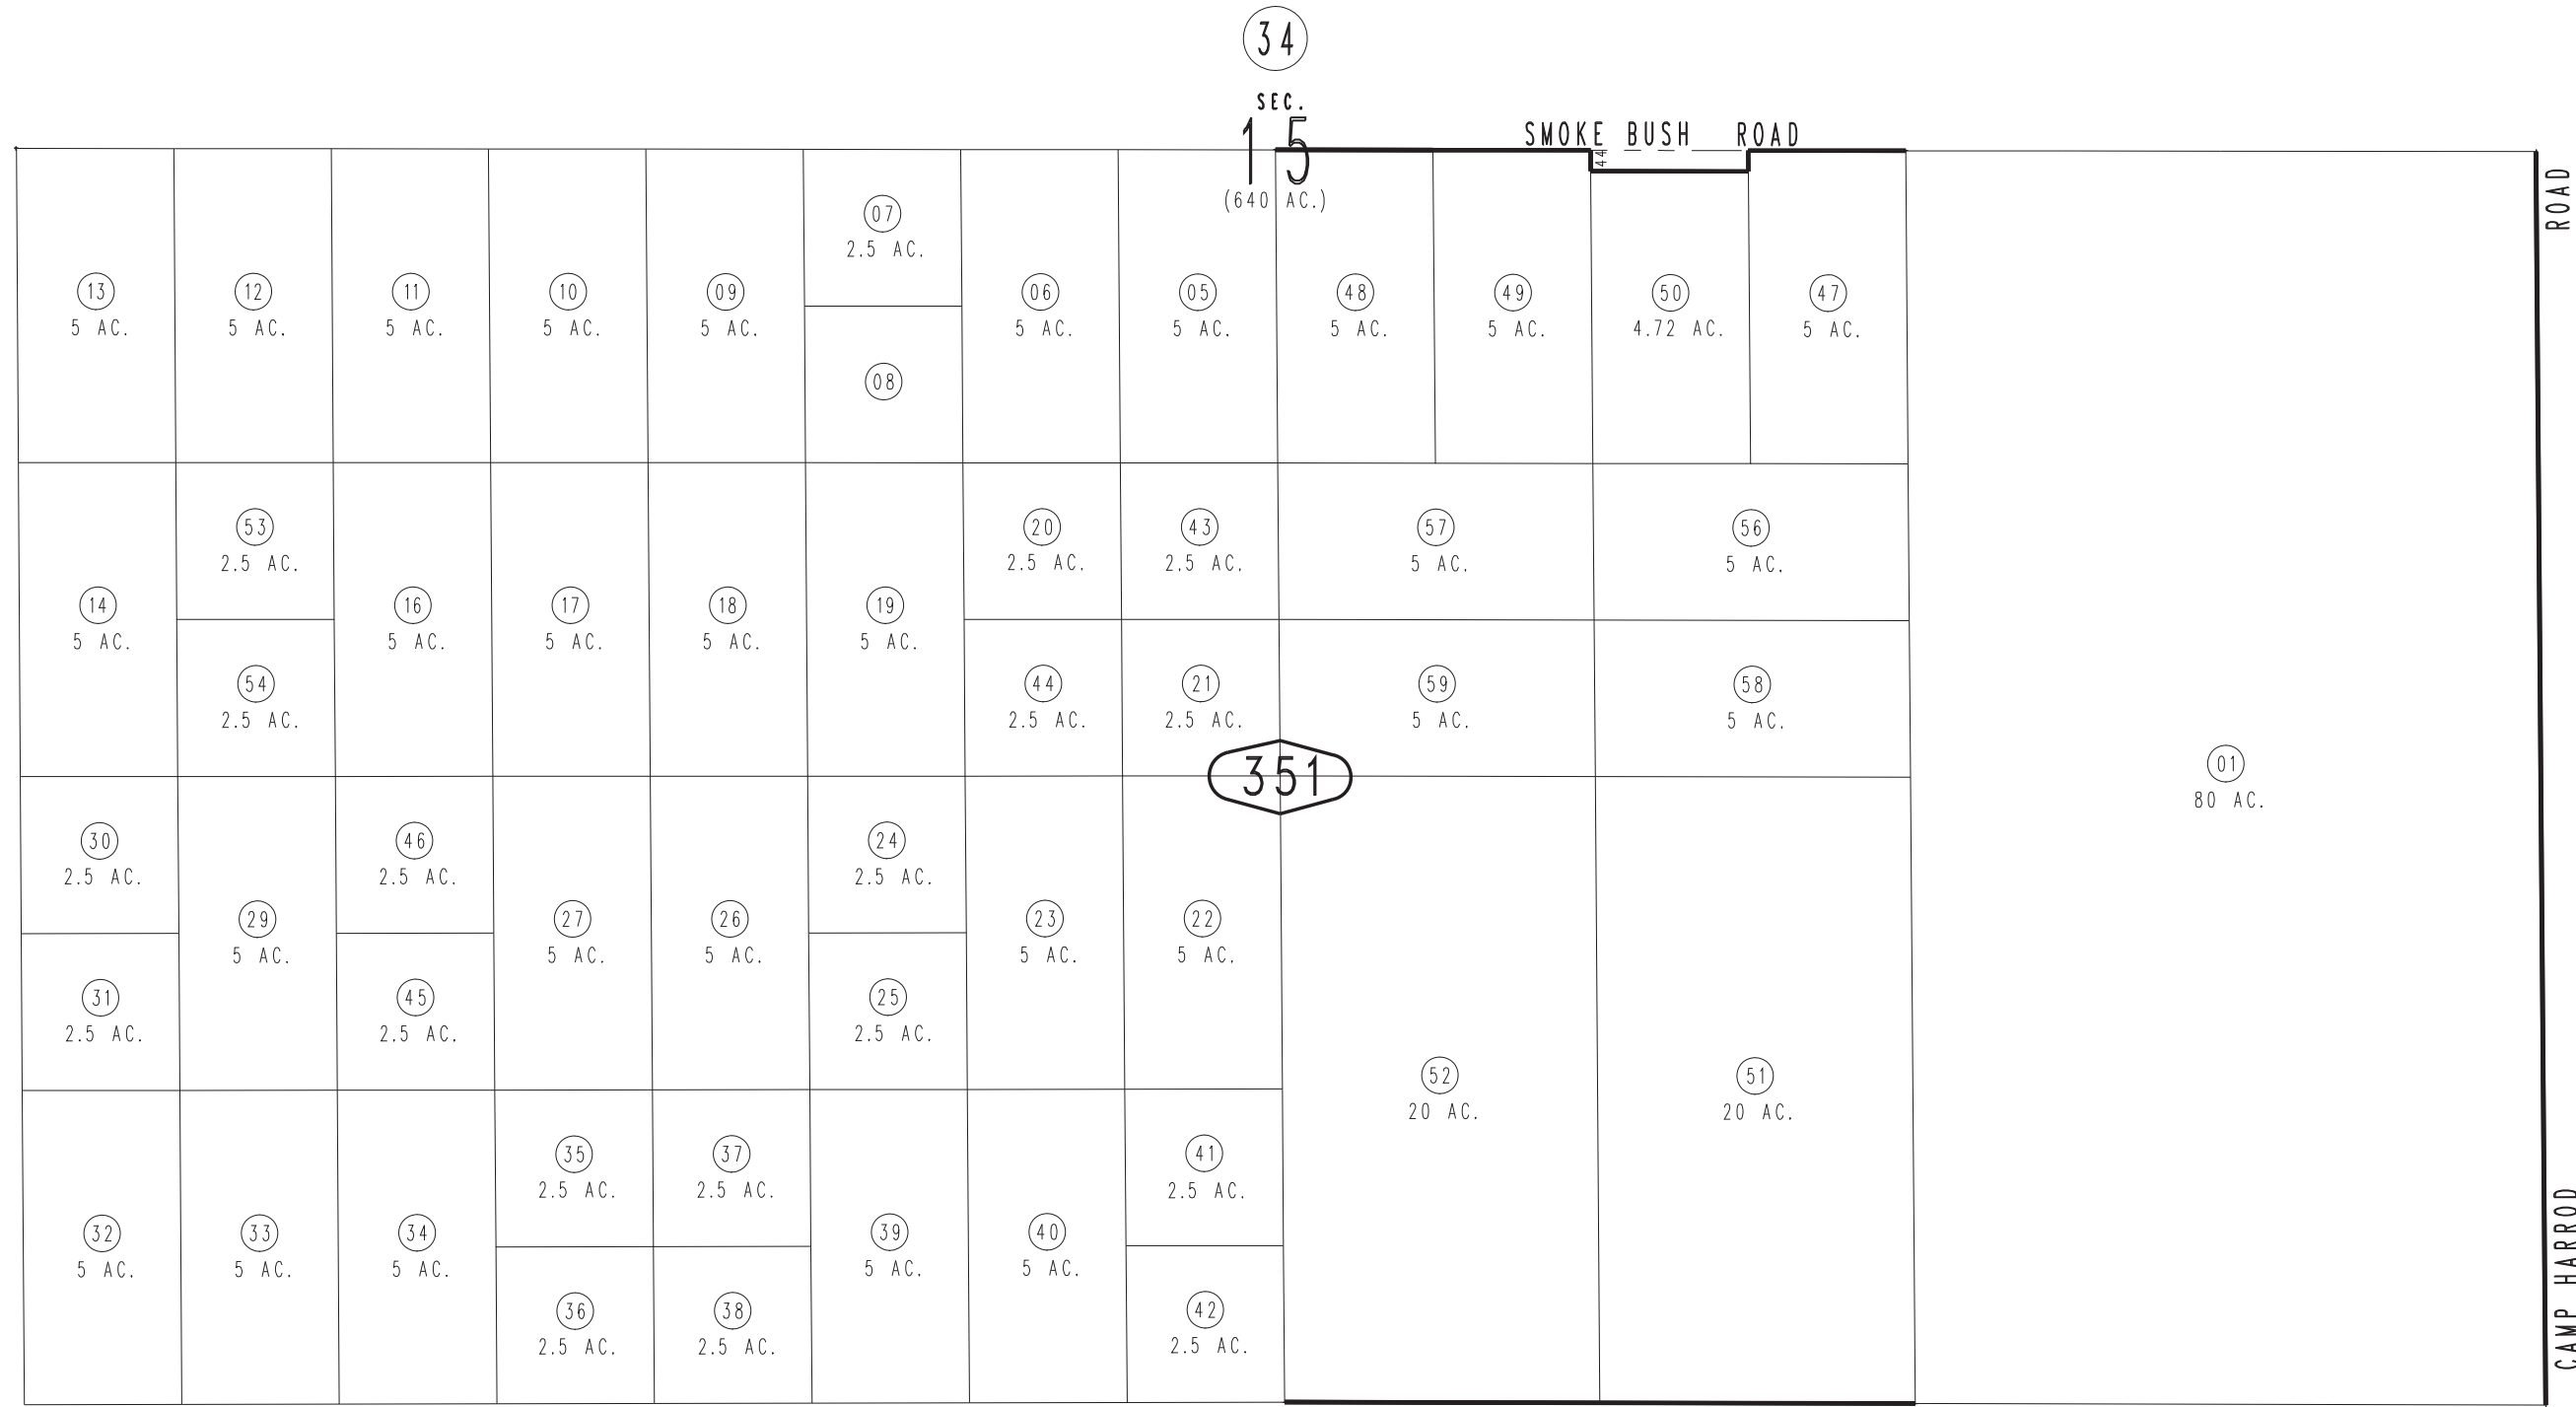 34
SEC.
15
(640 AC.)
SMOKE BUSH ROAD
44
ROAD
07
2.5 AC.
13
5 AC.
12
5 AC.
11
5 AC.
10
5 AC.
09
5 AC.
06
5 AC.
05
5 AC.
48
5 AC.
49
5 AC.
50
4.72 AC.
47
5 AC.
08
53
2.5 AC.
20
2.5 AC.
43
2.5 AC.
57
5 AC.
56
5 AC.
14
5 AC.
16
5 AC.
17
5 AC.
18
5 AC.
19
5 AC.
54
2.5 AC.
44
2.5 AC.
21
2.5 AC.
59
5 AC.
58
5 AC.
351
01
80 AC.
30
2.5 AC.
46
2.5 AC.
24
2.5 AC.
29
5 AC.
27
5 AC.
26
5 AC.
23
5 AC.
22
5 AC.
31
2.5 AC.
45
2.5 AC.
25
2.5 AC.
52
20 AC.
51
20 AC.
35
2.5 AC.
37
2.5 AC.
41
2.5 AC.
32
5 AC.
33
5 AC.
34
5 AC.
39
5 AC.
40
5 AC.
36
2.5 AC.
38
2.5 AC.
42
2.5 AC.
CAMP HARROD